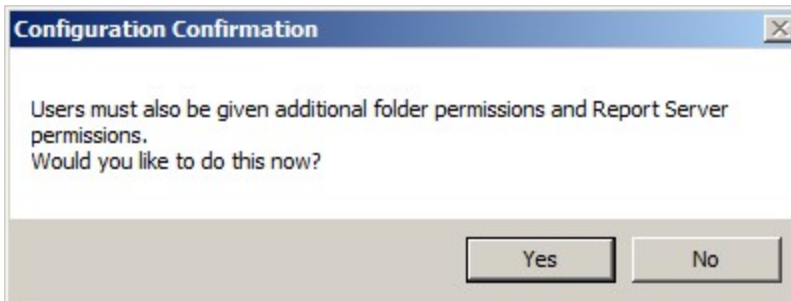 Configuration Confirmation
Users must also be given additional folder permissions and Report Server
permissions.
Would you like to do this now?
Yes
No